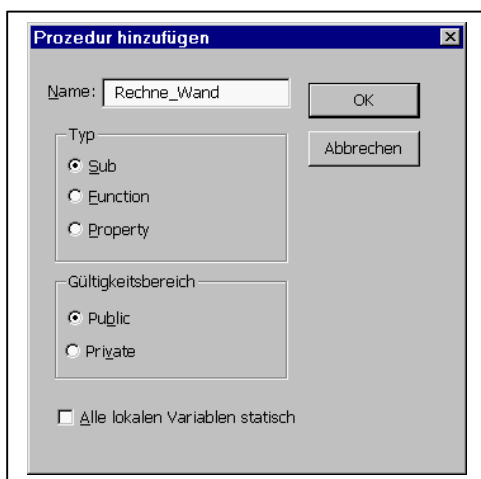 Prozedur hinzufügen
Name: Rechne_Wand
OK
Abbrechen
Typ
Sub
Function
Property
Gültigkeitsbereich
Public
Private
Alle lokalen Variablen statisch